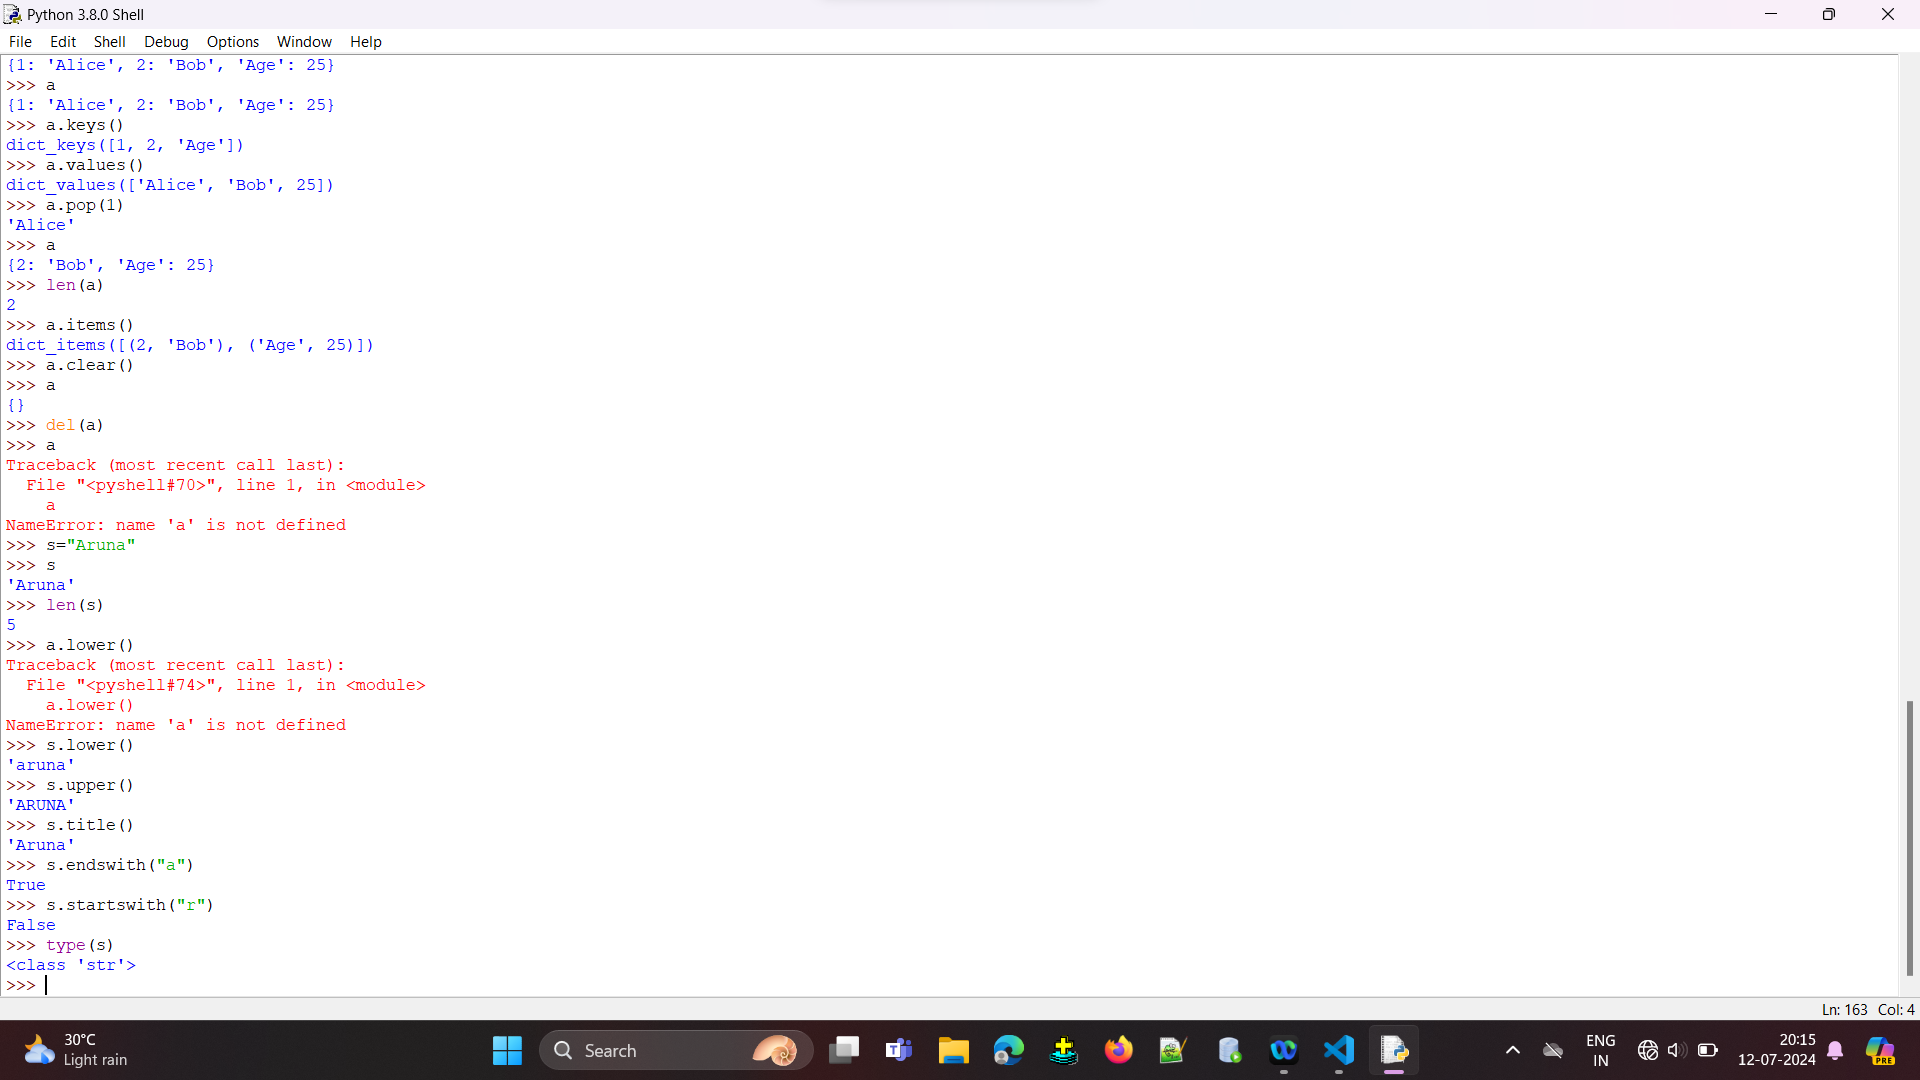 Python 3.8.0 Shell
File Edit Shell Debug Options Window Help
{1: 'Alice', 2: 'Bob', 'Age': 25}
>>> a
{1: 'Alice', 2: 'Bob', 'Age': 25}
>>> a.keys()
dict_keys([1, 2, 'Age'])
>>> a.values()
dict_values(['Alice', 'Bob', 25])
>>> a.pop(1)
'Alice'
>>> a
{2: 'Bob', 'Age': 25}
>>> len(a)
2
>>> a.items()
dict_items([(2, 'Bob'), ('Age', 25)])
>>> a.clear()
>>> a
{}
>>> del(a)
>>> a
Traceback (most recent call last):
  File "<pyshell#70>", line 1, in <module>
    a
NameError: name 'a' is not defined
>>> s="Aruna"
>>> s
'Aruna'
>>> len(s)
5
>>> a.lower()
Traceback (most recent call last):
  File "<pyshell#74>", line 1, in <module>
    a.lower()
NameError: name 'a' is not defined
>>> s.lower()
'aruna'
>>> s.upper()
'ARUNA'
>>> s.title()
'Aruna'
>>> s.endswith("a")
True
>>> s.startswith("r")
False
>>> type(s)
<class 'str'>
>>>
Ln: 163 Col: 4
30°C
Light rain
Search
ENG
IN
20:15
12-07-2024
PRE